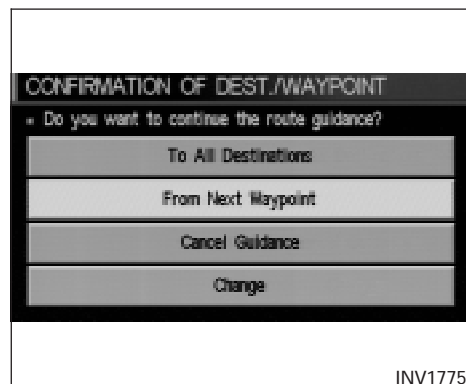 CONFIRMATION OF DEST./WAYPOINT
Do you want to continue the route guidance?
To All Destinations
From Next Waypoint
Cancel Guidance
Change
INV1775